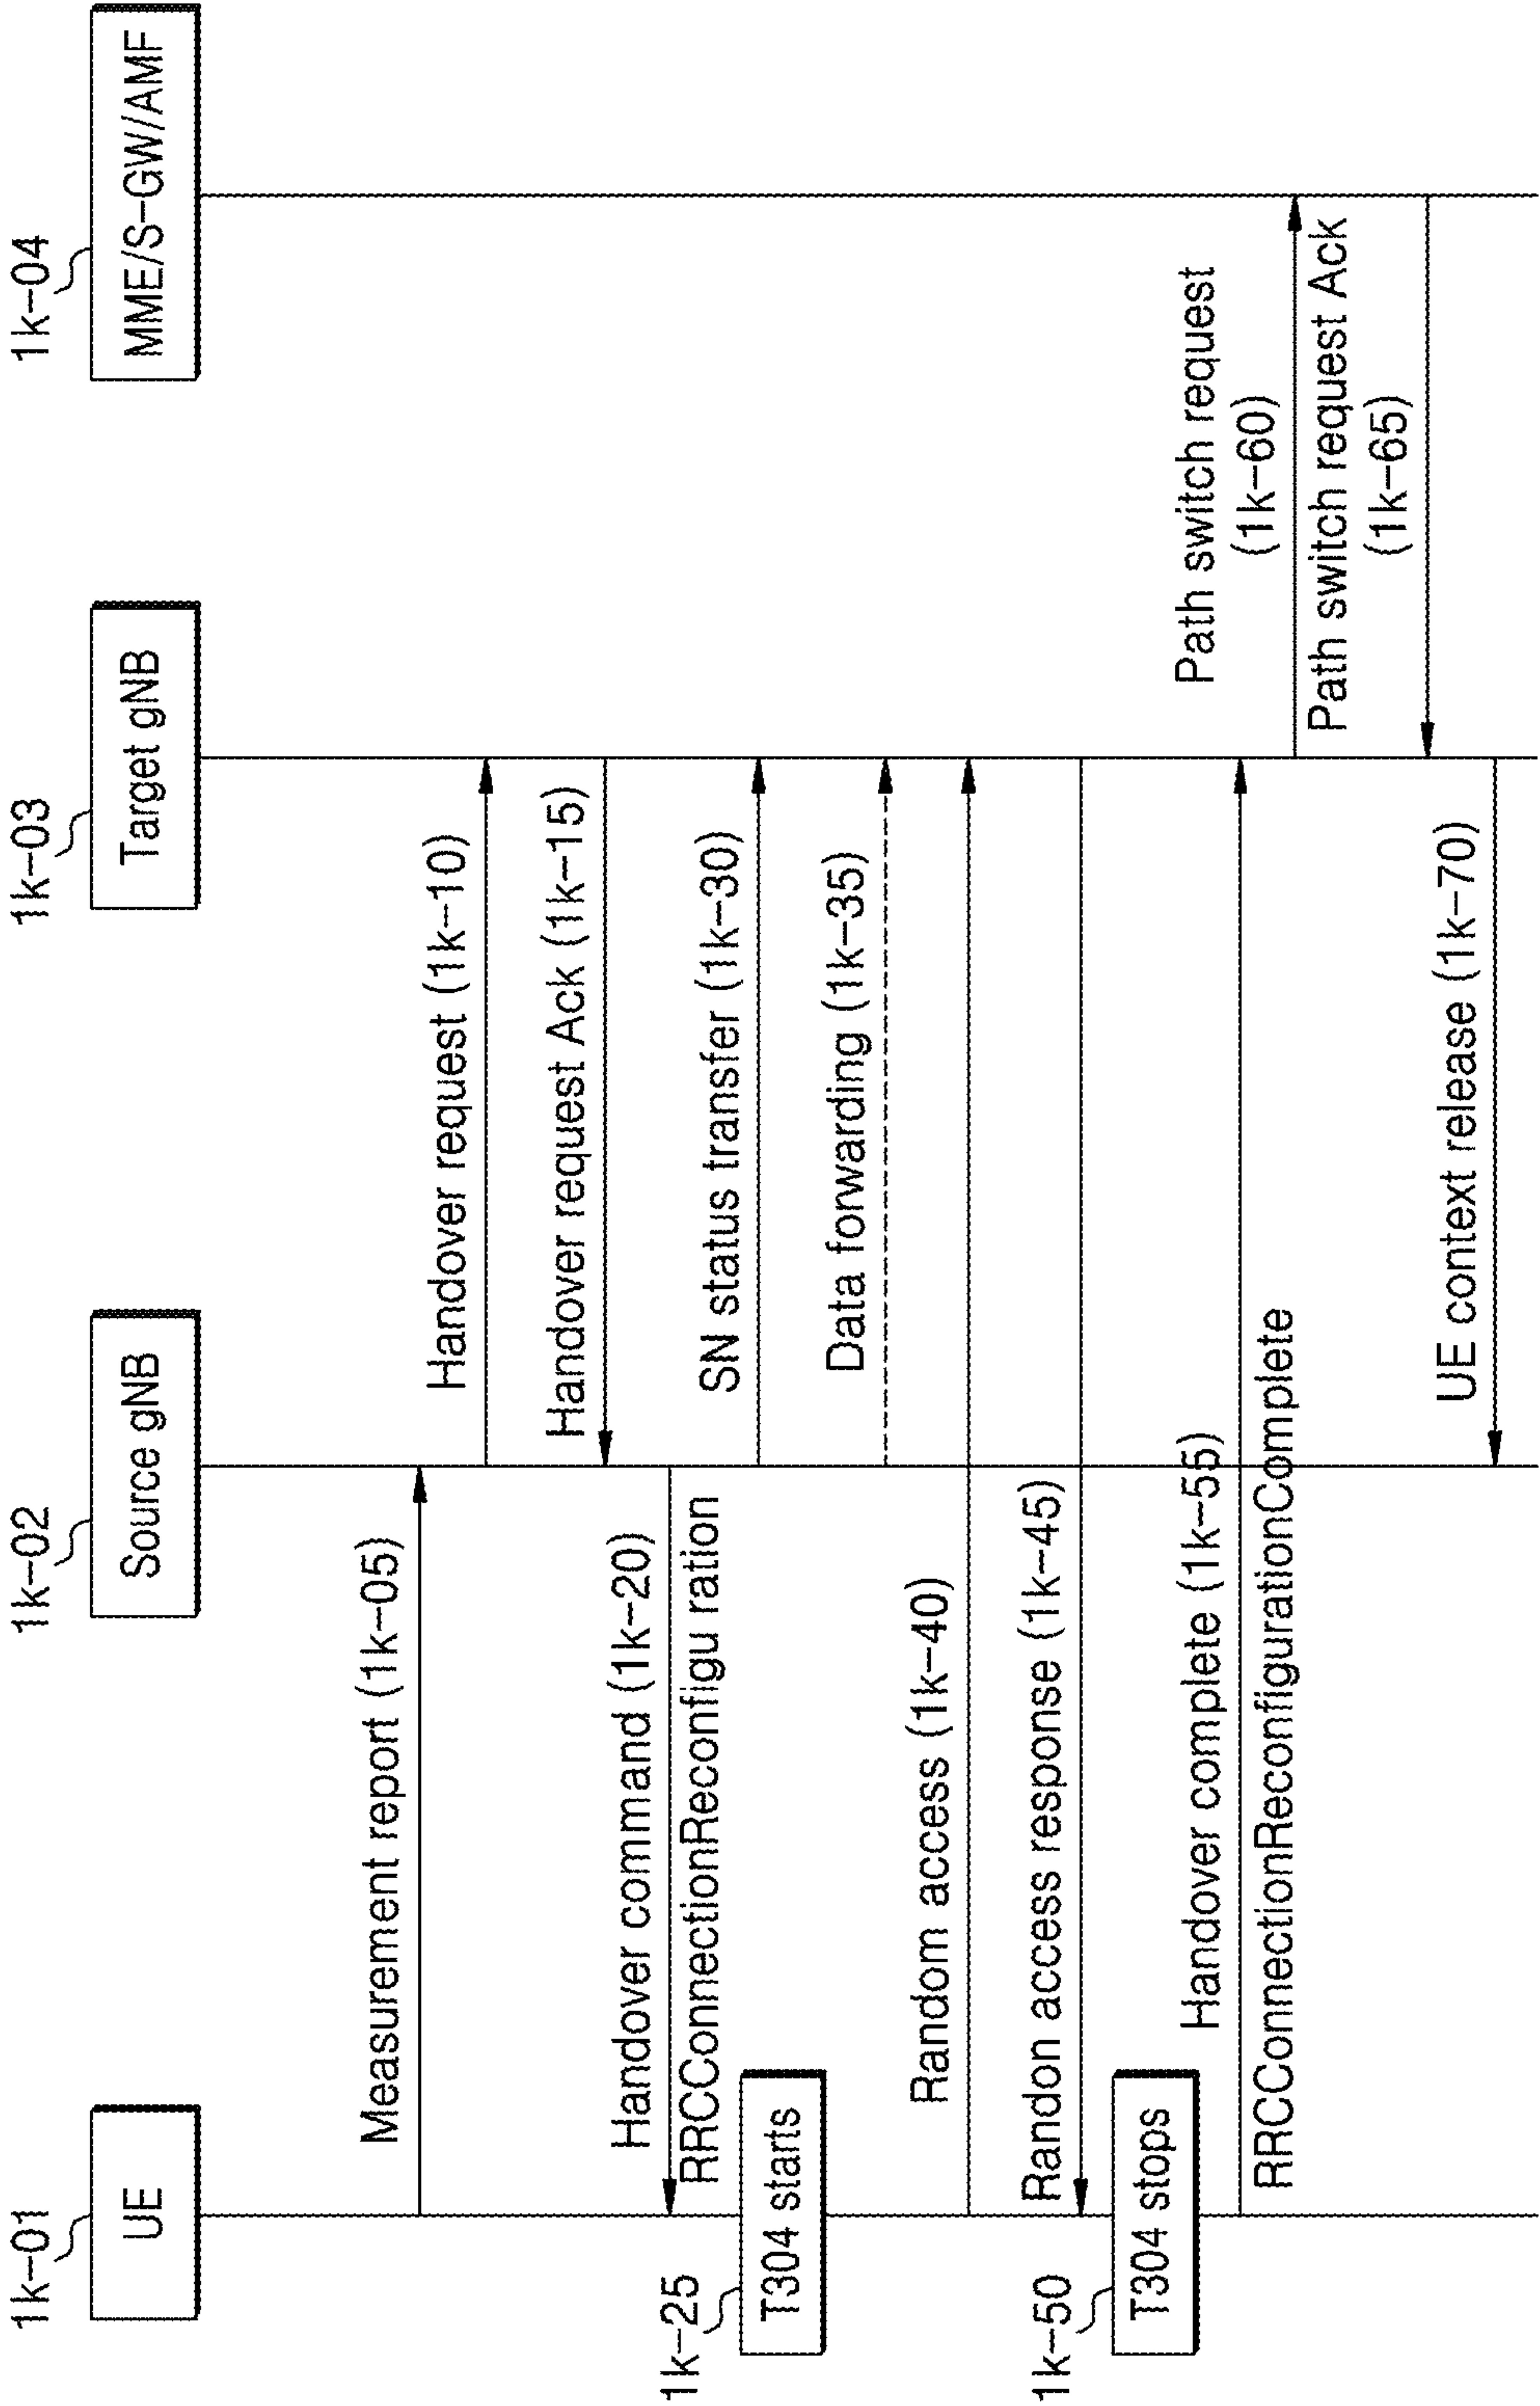 1k-01
UE
1k-02
Source gNB
1k-03
Target gNB
1k-04
MME/S-GW/AMF
Measurement report (1k-05)
Handover request (1k-10)
Handover request Ack (1k-15)
Handover command (1k-20)
RRCConnectionReconfigu ration
1k-25
T304 starts
SN status transfer (1k-30)
Data forwarding (1k-35)
Random access (1k-40)
Randon access response (1k-45)
1k-50
T304 stops
Handover complete (1k-55)
RRCConnectionReconfigurationComplete
Path switch request
(1k-60)
Path switch request Ack
(1k-65)
UE context release (1k-70)